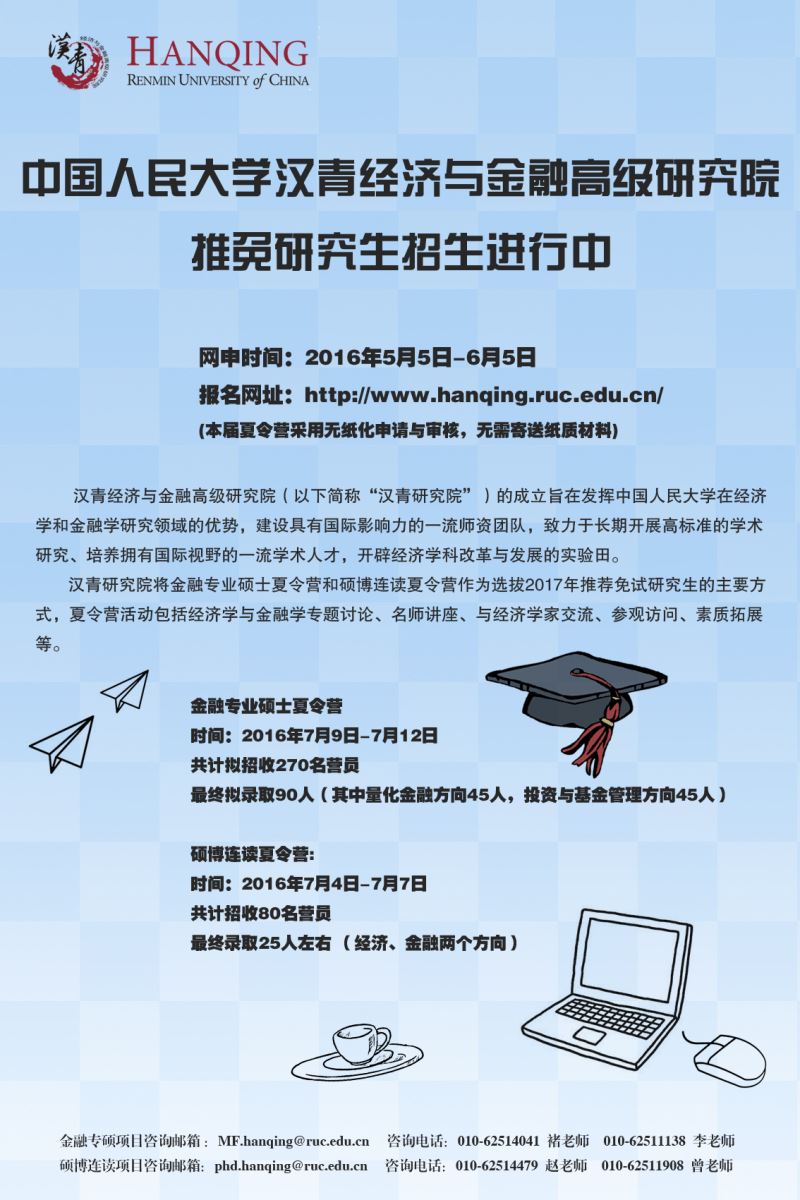 漢青
HANQING
RENMIN UNIVERSITY of CHINA
中国人民大学汉青经济与金融高级研究院
推免研究生招生进行中
网申时间：2016年5月5日-6月5日
报名网址：http://www.hanqing.ruc.edu.cn/
(本届夏令营采用无纸化申请与审核，无需寄送纸质材料)
汉青经济与金融高级研究院（以下简称“汉青研究院”）的成立旨在发挥中国人民大学在经济
学和金融学研究领域的优势，建设具有国际影响力的一流师资团队，致力于长期开展高标准的学术
研究、培养拥有国际视野的一流学术人才，开辟经济学科改革与发展的实验田。
汉青研究院将金融专业硕士夏令营和硕博连读夏令营作为选拔2017年推荐免试研究生的主要方
式，夏令营活动包括经济学与金融学专题讨论、名师讲座、与经济学家交流、参观访问、素质拓展
等。
金融专业硕士夏令营
时间：2016年7月9日-7月12日
共计拟招收270名营员
最终拟录取90人（其中量化金融方向45人，投资与基金管理方向45人）
硕博连读夏令营:
时间：2016年7月4日-7月7日
共计招收80名营员
最终录取25人左右 （经济、金融两个方向）
金融专硕项目咨询邮箱：MF.hanqing@ruc.edu.cn 咨询电话：010-62514041 褚老师 010-62511138 李老师
硕博连读项目咨询邮箱：phd.hanqing@ruc.edu.cn 咨询电话：010-62514479 赵老师 010-62511908 曾老师